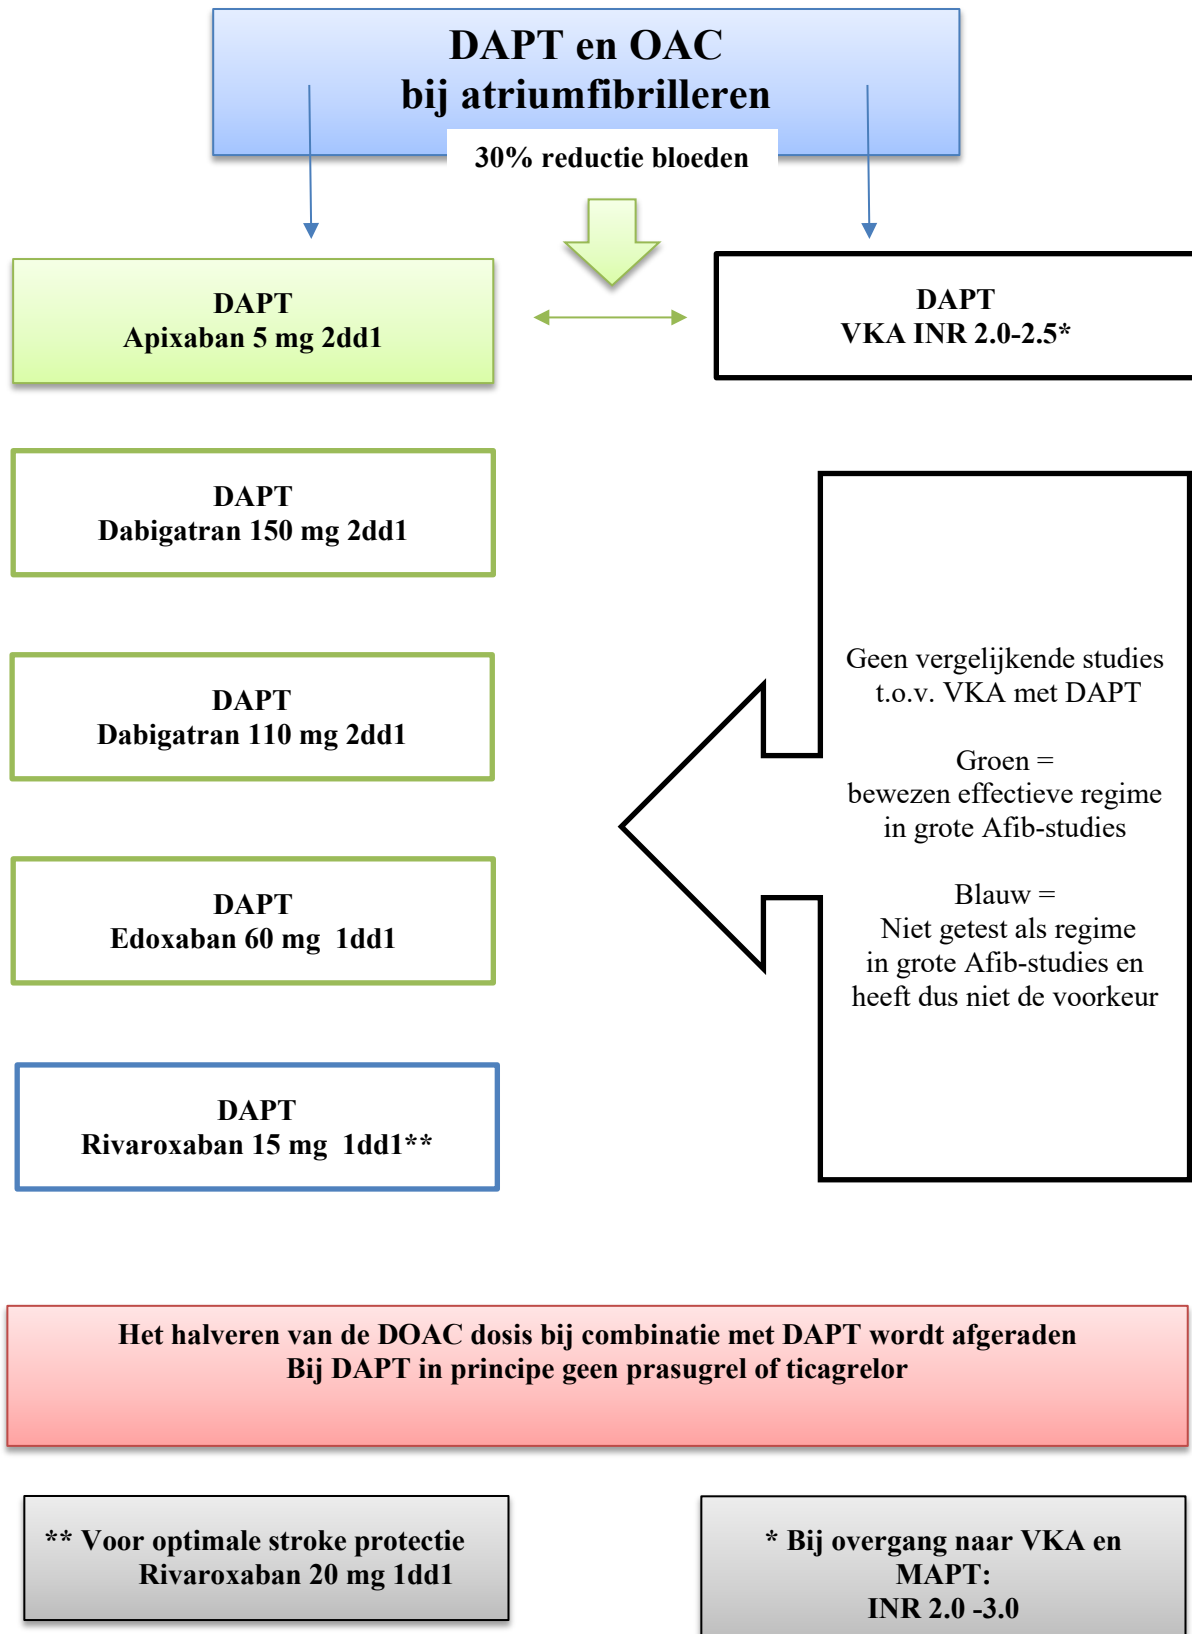 DAPT en OAC
bij atriumfibrilleren
30% reductie bloeden
DAPT
Apixaban 5 mg 2dd1
DAPT
VKA INR 2.0-2.5*
DAPT
Dabigatran 150 mg 2dd1
DAPT
Dabigatran 110 mg 2dd1
DAPT
Edoxaban 60 mg 1dd1
DAPT
Rivaroxaban 15 mg 1dd1**
Geen vergelijkende studies
t.o.v. VKA met DAPT
Groen =
bewezen effectieve regime
in grote Afib-studies
Blauw =
Niet getest als regime
in grote Afib-studies en
heeft dus niet de voorkeur
Het halveren van de DOAC dosis bij combinatie met DAPT wordt afgeraden
Bij DAPT in principe geen prasugrel of ticagrelor
** Voor optimale stroke protectie
Rivaroxaban 20 mg 1dd1
* Bij overgang naar VKA en
MAPT:
INR 2.0 -3.0